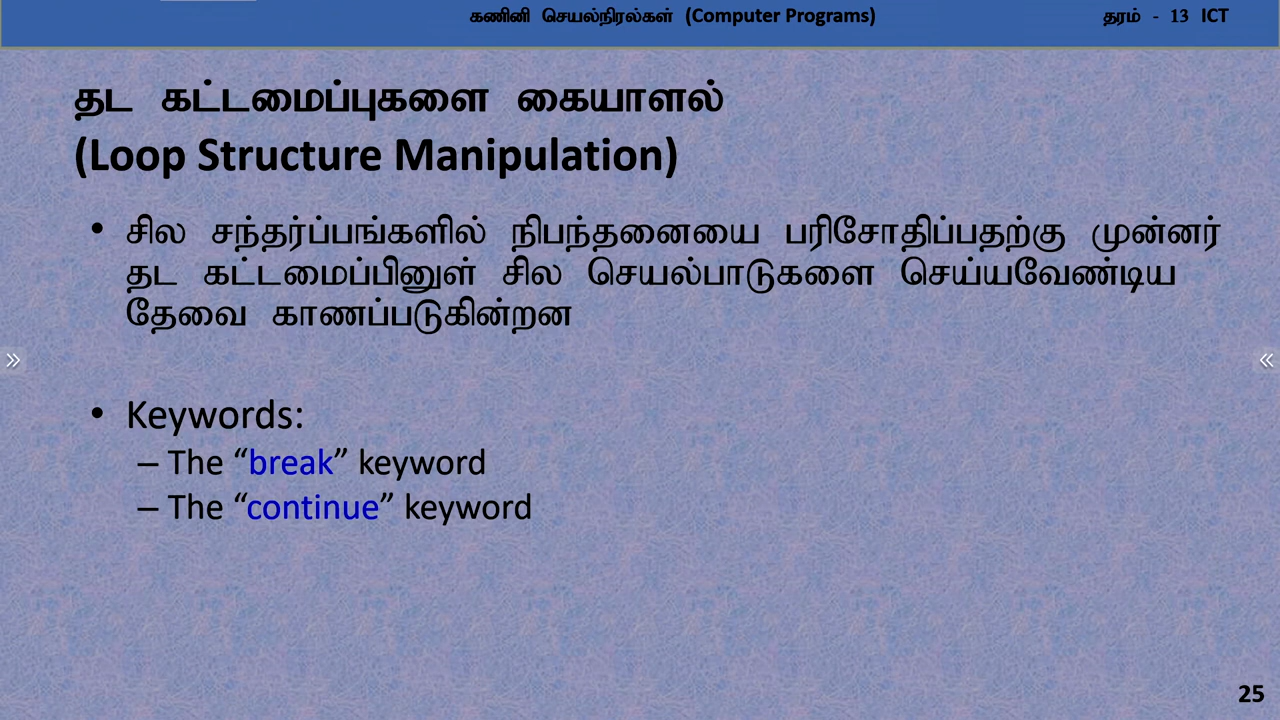 கணினி செயல்நிரல்கள் (Computer Programs) தரம் - 13 ICT
தட கட்டமைப்புகளை கையாளல்
(Loop Structure Manipulation)
• சில சந்தர்ப்பங்களில் நிபந்தனையை பரிசோதிப்பதற்கு முன்னர்
தட கட்டமைப்பினுள் சில செயல்பாடுகளை செய்யவேண்டிய
தேவை காணப்படுகின்றன
• Keywords:
– The “break” keyword
– The “continue” keyword
25